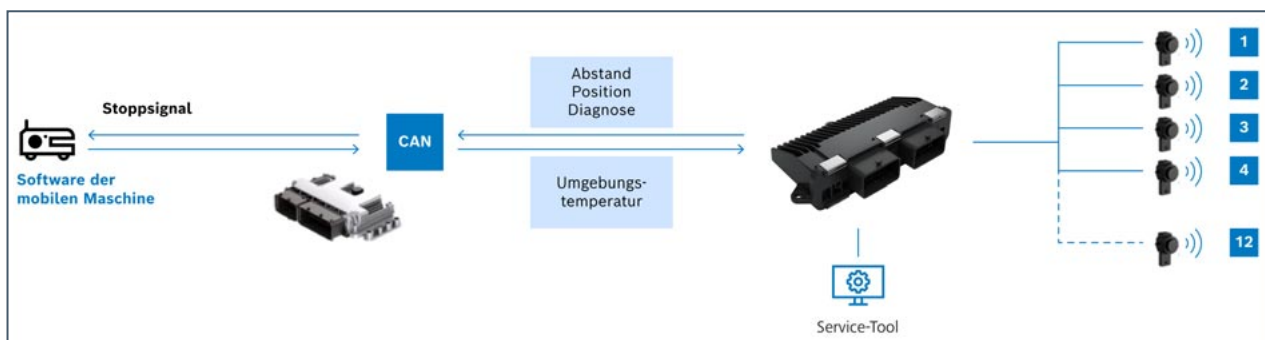 Stoppsignal
Software der
mobilen Maschine
CAN
Abstand
Position
Diagnose
Umgebungs-
temperatur
Service-Tool
1
2
3
4
12